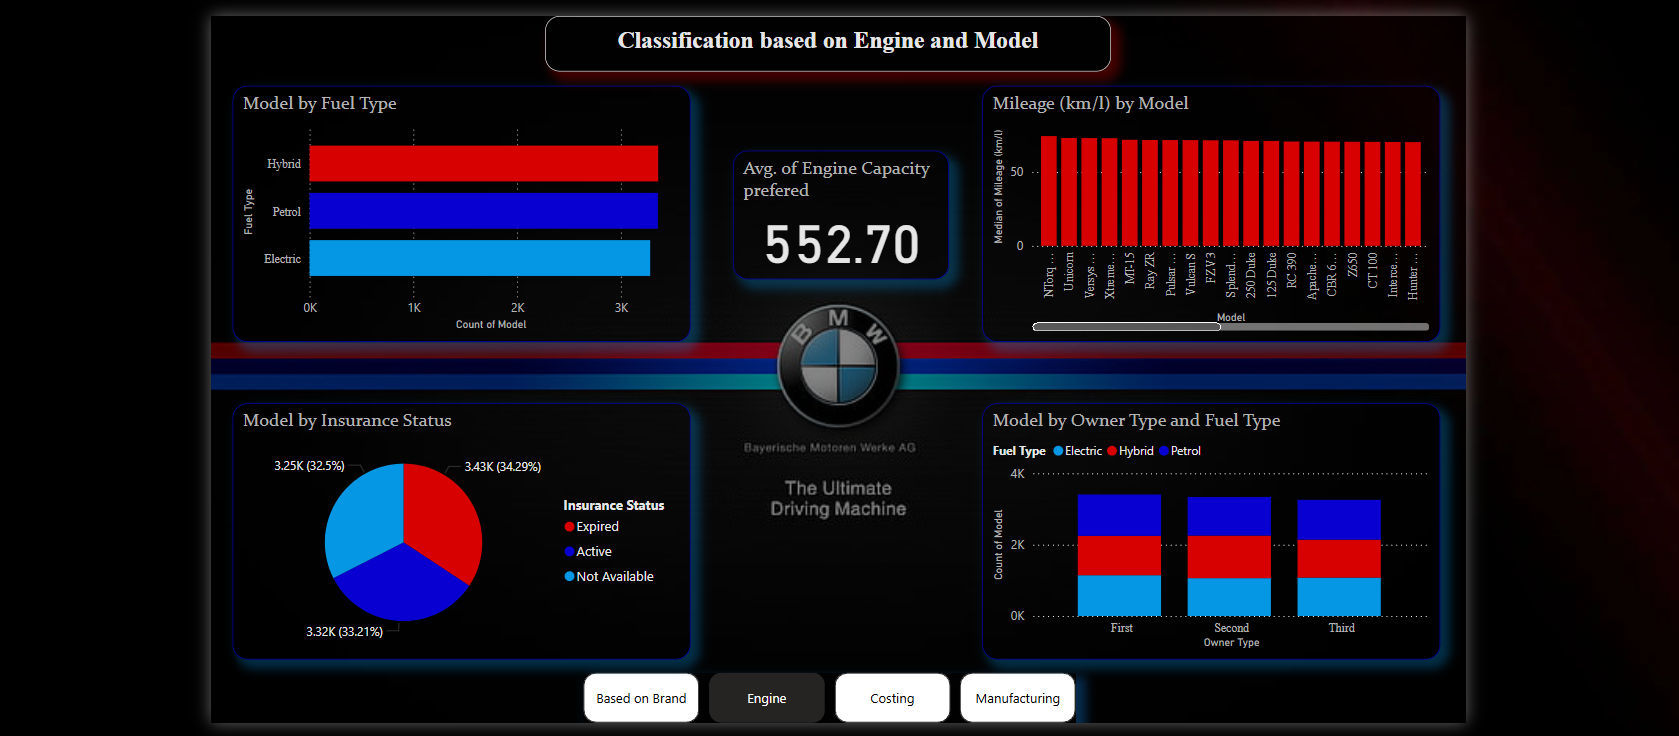 Classification based on Engine and Model
Model by Fuel Type
Fuel Type
Hybrid
Petrol
Electric
0K
1K
2K
3K
Count of Model
Avg. of Engine Capacity
prefered
552.70
Mileage (km/l) by Model
Median of Mileage (km/l)
50
0
NTorq ...
Unicorn
Versys ...
Xtreme...
MT-15
Ray ZR
Pulsar ...
Vulcan S
FZ V3
Splend...
250 Duke
125 Duke
RC 390
Apache...
CBR 6...
Z650
CT 100
Interce...
Hunter ...
Model
BMW
Bayerische Motoren Werke AG
The Ultimate
Driving Machine
Model by Insurance Status
3.25K (32.5%)
3.43K (34.29%)
3.32K (33.21%)
Insurance Status
Expired
Active
Not Available
Model by Owner Type and Fuel Type
Fuel Type
Electric
Hybrid
Petrol
Count of Model
4K
2K
0K
First
Second
Third
Owner Type
Based on Brand
Engine
Costing
Manufacturing